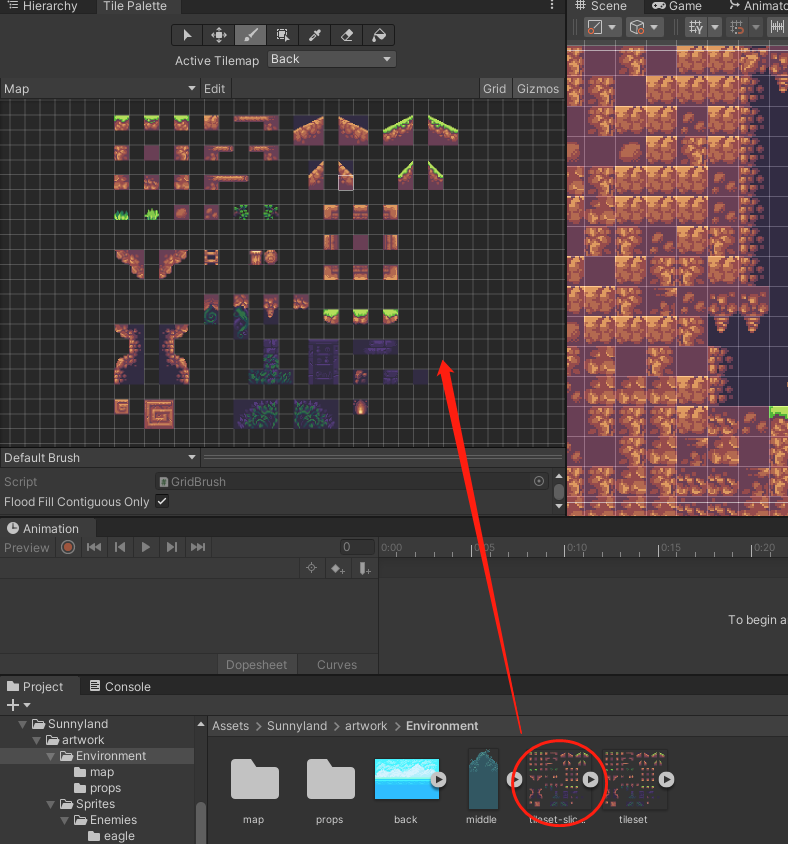 Hierarchy
Tile Palette
Scene
Game
Animato
Active Tilemap
Back
Map
Edit
Grid
Gizmos
Default Brush
Script
GridBrush
Flood Fill Contiguous Only
Animation
Preview
0
0:00
0:05
0:10
0:15
0:20
To begin a
Dopesheet
Curves
Project
Console
Sunnyland
artwork
Environment
map
props
Sprites
Enemies
eagle
Assets > Sunnyland > artwork > Environment
map
props
back
middle
tileset-slic...
tileset